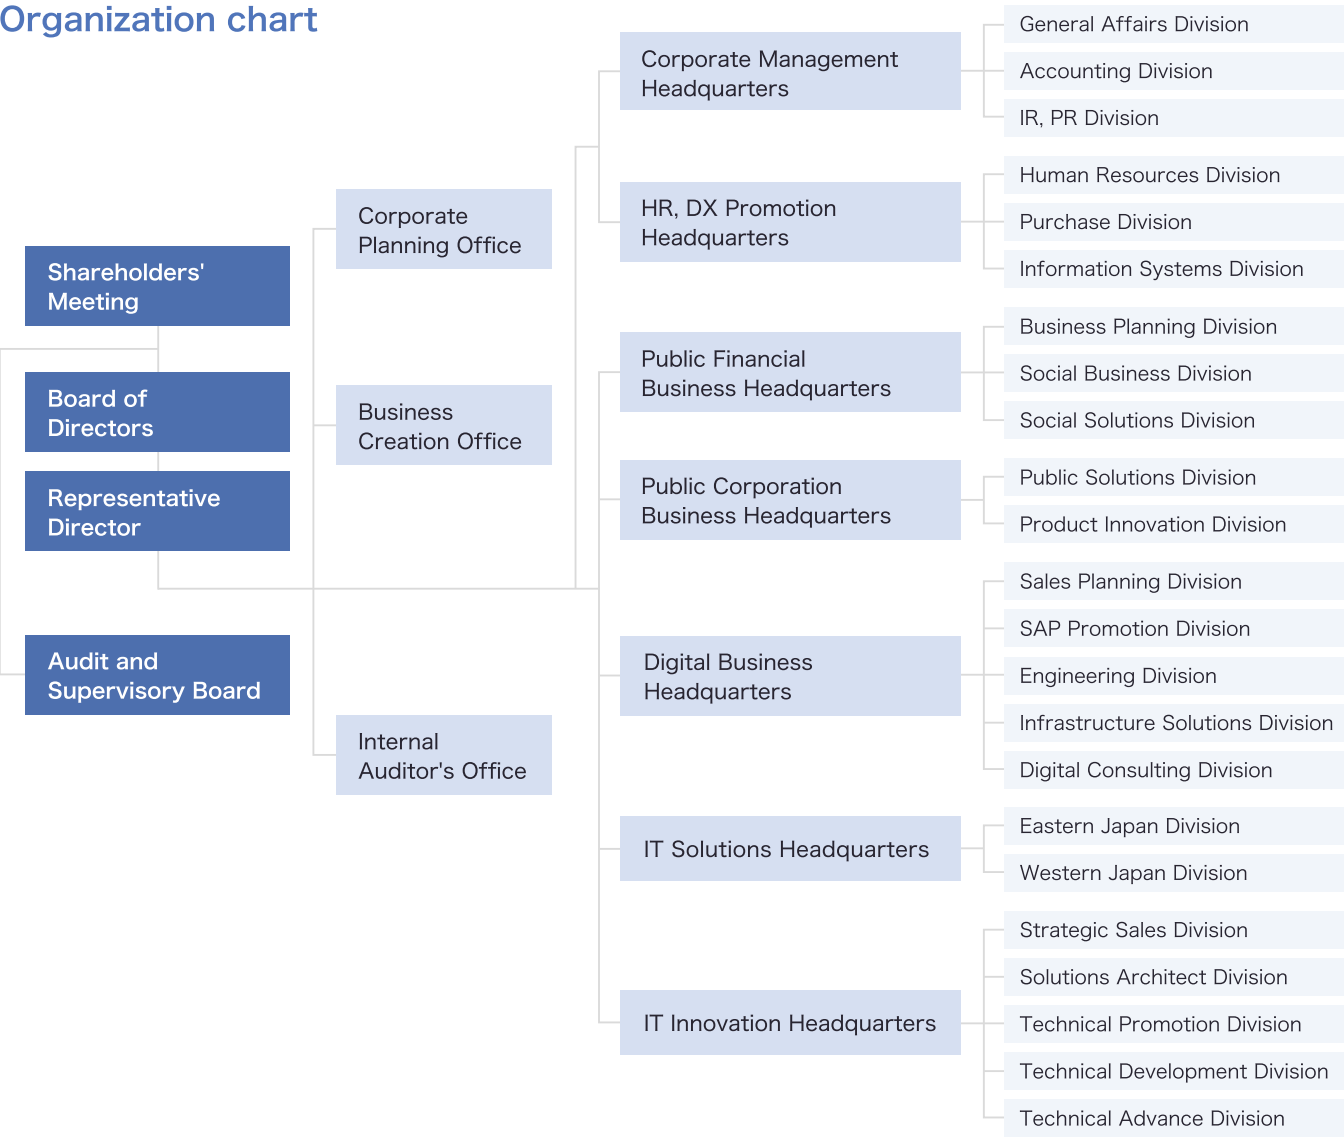 Organization chart
Shareholders'
Meeting
Board of
Directors
Representative
Director
Audit and
Supervisory Board
Corporate
Planning Office
Business
Creation Office
Internal
Auditor's Office
Corporate Management
Headquarters
General Affairs Division
Accounting Division
IR, PR Division
HR, DX Promotion
Headquarters
Human Resources Division
Purchase Division
Information Systems Division
Public Financial
Business Headquarters
Business Planning Division
Social Business Division
Social Solutions Division
Public Corporation
Business Headquarters
Public Solutions Division
Product Innovation Division
Digital Business
Headquarters
Sales Planning Division
SAP Promotion Division
Engineering Division
Infrastructure Solutions Division
Digital Consulting Division
IT Solutions Headquarters
Eastern Japan Division
Western Japan Division
IT Innovation Headquarters
Strategic Sales Division
Solutions Architect Division
Technical Promotion Division
Technical Development Division
Technical Advance Division